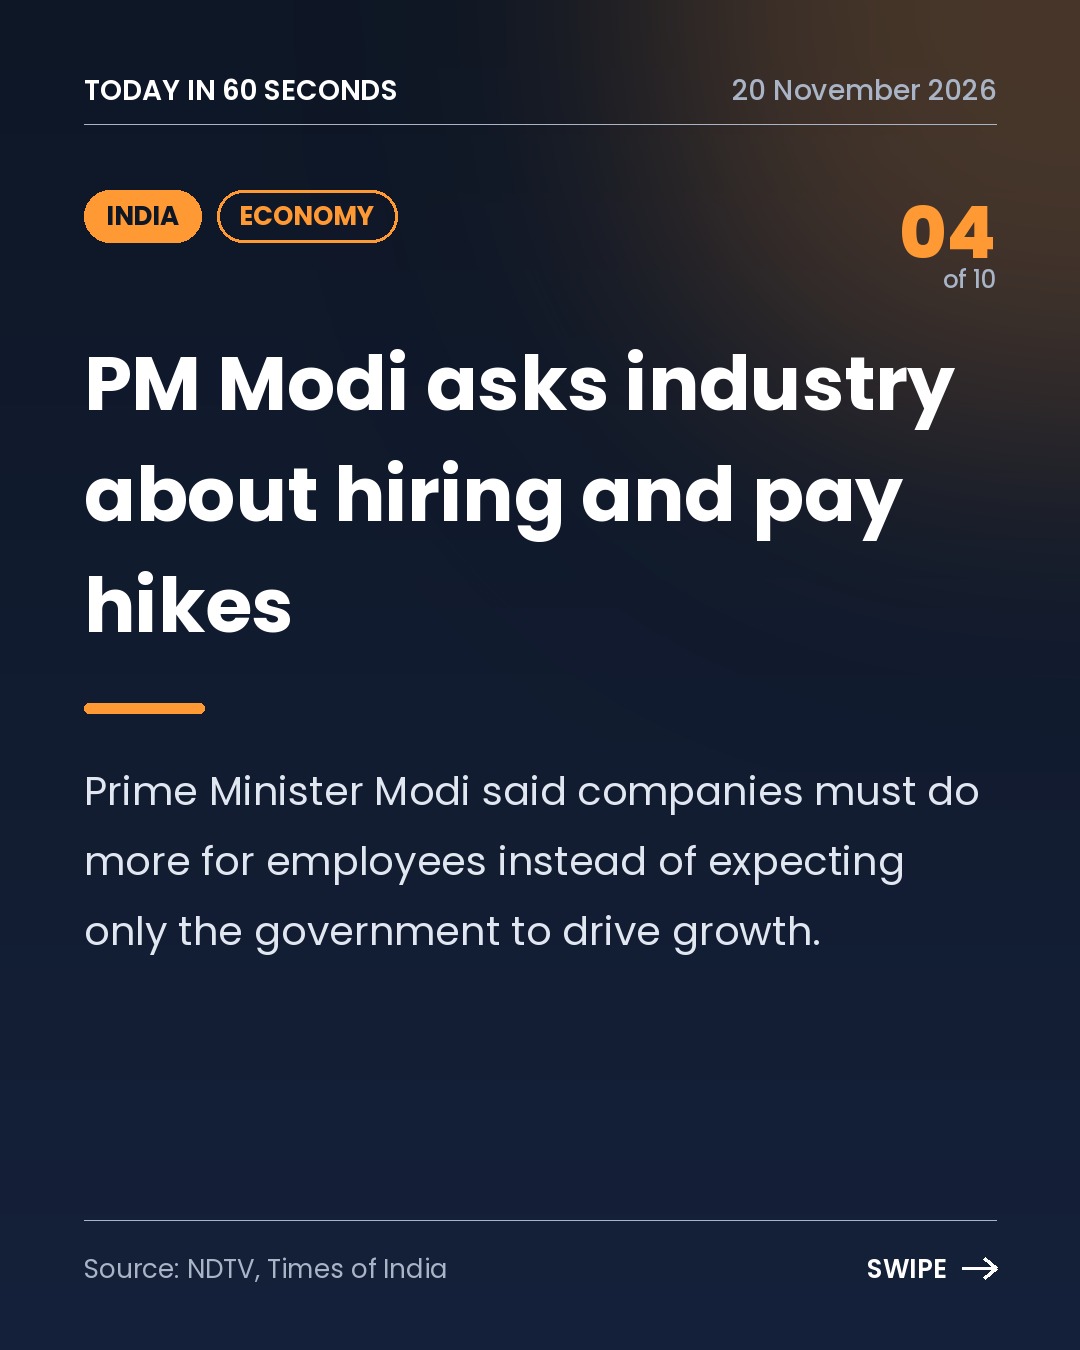 TODAY IN 60 SECONDS
20 November 2026
INDIA
ECONOMY
04
of 10
PM Modi asks industry
about hiring and pay
hikes
Prime Minister Modi said companies must do
more for employees instead of expecting
only the government to drive growth.
Source: NDTV, Times of India
SWIPE